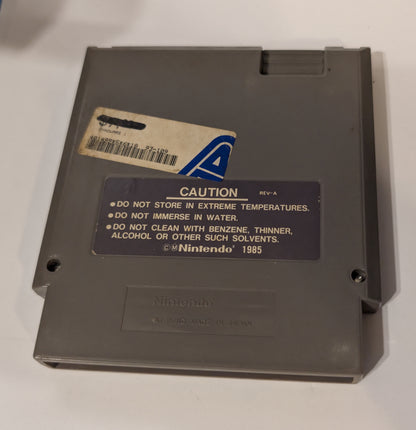 CAUTION REV-A
•DO NOT STORE IN EXTREME TEMPERATURES.
•DO NOT IMMERSE IN WATER.
•DO NOT CLEAN WITH BENZENE, THINNER,
ALCOHOL OR OTHER SUCH SOLVENTS.
©ⓂNintendo® 1985
Nintendo